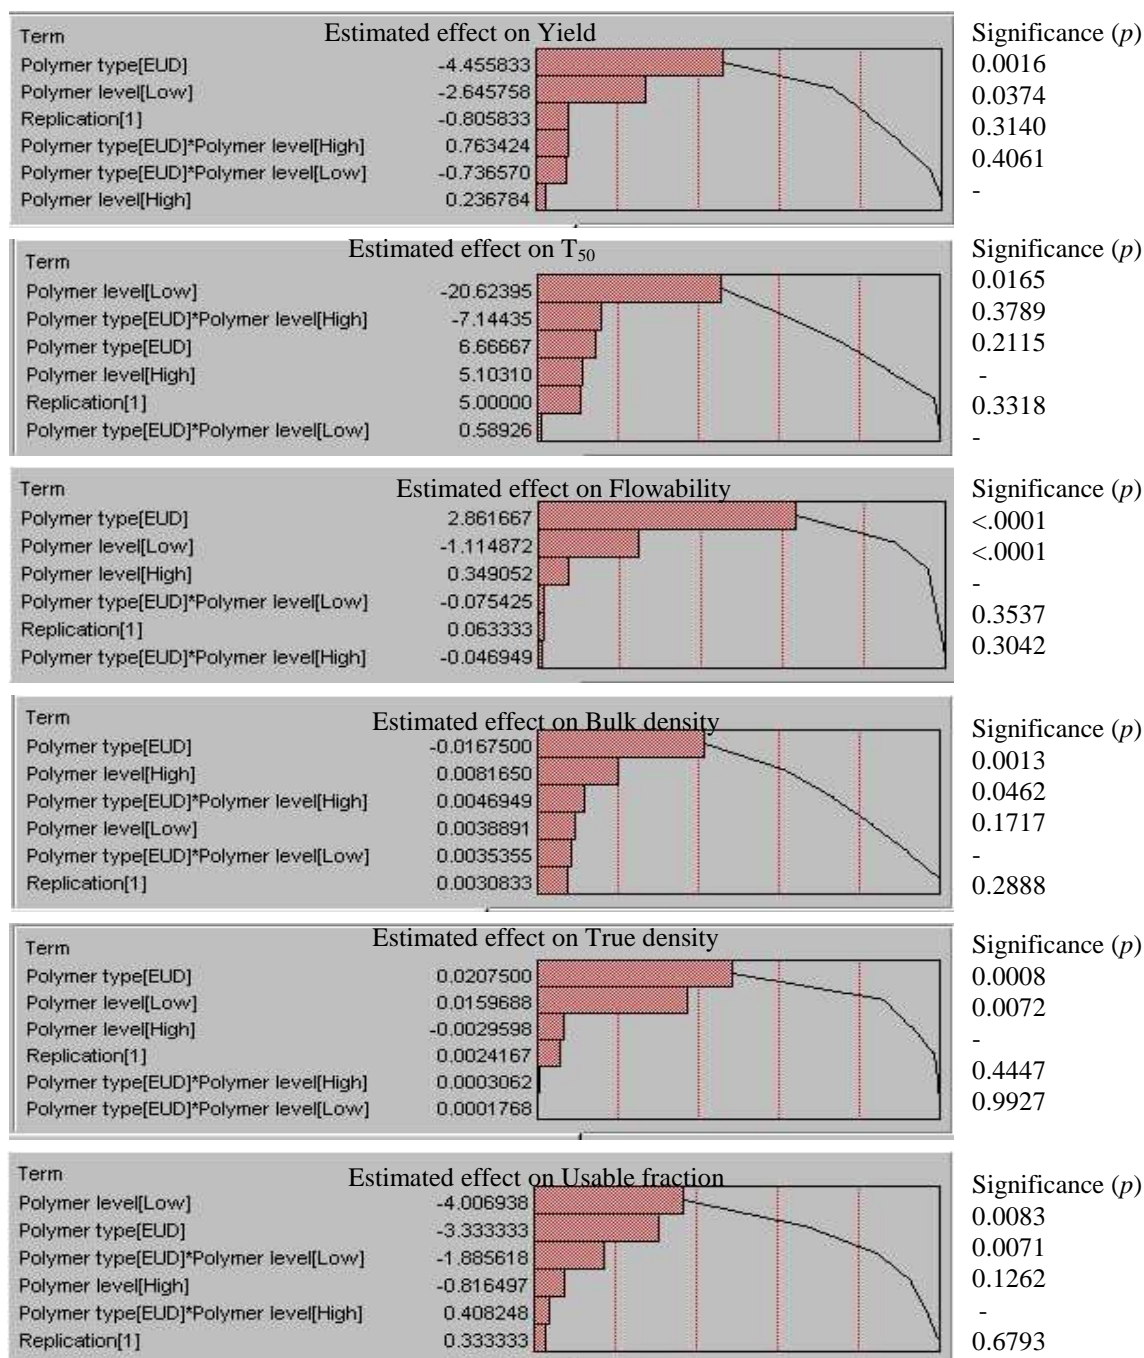 Term Estimated effect on Yield Significance (p)
Polymer type[EUD] -4.455833 0.0016
Polymer level[Low] -2.645758 0.0374
Replication[1] -0.805833 0.3140
Polymer type[EUD]*Polymer level[High] 0.763424 0.4061
Polymer type[EUD]*Polymer level[Low] -0.736570 -
Polymer level[High] 0.236784
Term Estimated effect on T50 Significance (p)
Polymer level[Low] -20.62395 0.0165
Polymer type[EUD]*Polymer level[High] -7.14435 0.3789
Polymer type[EUD] 6.66667 0.2115
Polymer level[High] 5.10310 -
Replication[1] 5.00000 0.3318
Polymer type[EUD]*Polymer level[Low] 0.58926 -
Term Estimated effect on Flowability Significance (p)
Polymer type[EUD] 2.861667 <.0001
Polymer level[Low] -1.114872 <.0001
Polymer level[High] 0.349052 -
Polymer type[EUD]*Polymer level[Low] -0.075425 0.3537
Replication[1] 0.063333 0.3042
Polymer type[EUD]*Polymer level[High] -0.046949
Term Estimated effect on Bulk density Significance (p)
Polymer type[EUD] -0.0167500 0.0013
Polymer level[High] 0.0081650 0.0462
Polymer type[EUD]*Polymer level[High] 0.0046949 0.1717
Polymer level[Low] 0.0038891 -
Polymer type[EUD]*Polymer level[Low] 0.0035355 0.2888
Replication[1] 0.0030833
Term Estimated effect on True density Significance (p)
Polymer type[EUD] 0.0207500 0.0008
Polymer level[Low] 0.0159688 0.0072
Polymer level[High] -0.0029598 -
Replication[1] 0.0024167 0.4447
Polymer type[EUD]*Polymer level[High] 0.0003062 0.9927
Polymer type[EUD]*Polymer level[Low] 0.0001768
Term Estimated effect on Usable fraction Significance (p)
Polymer level[Low] -4.006938 0.0083
Polymer type[EUD] -3.333333 0.0071
Polymer type[EUD]*Polymer level[Low] -1.885618 0.1262
Polymer level[High] -0.816497 -
Polymer type[EUD]*Polymer level[High] 0.408248 0.6793
Replication[1] 0.333333